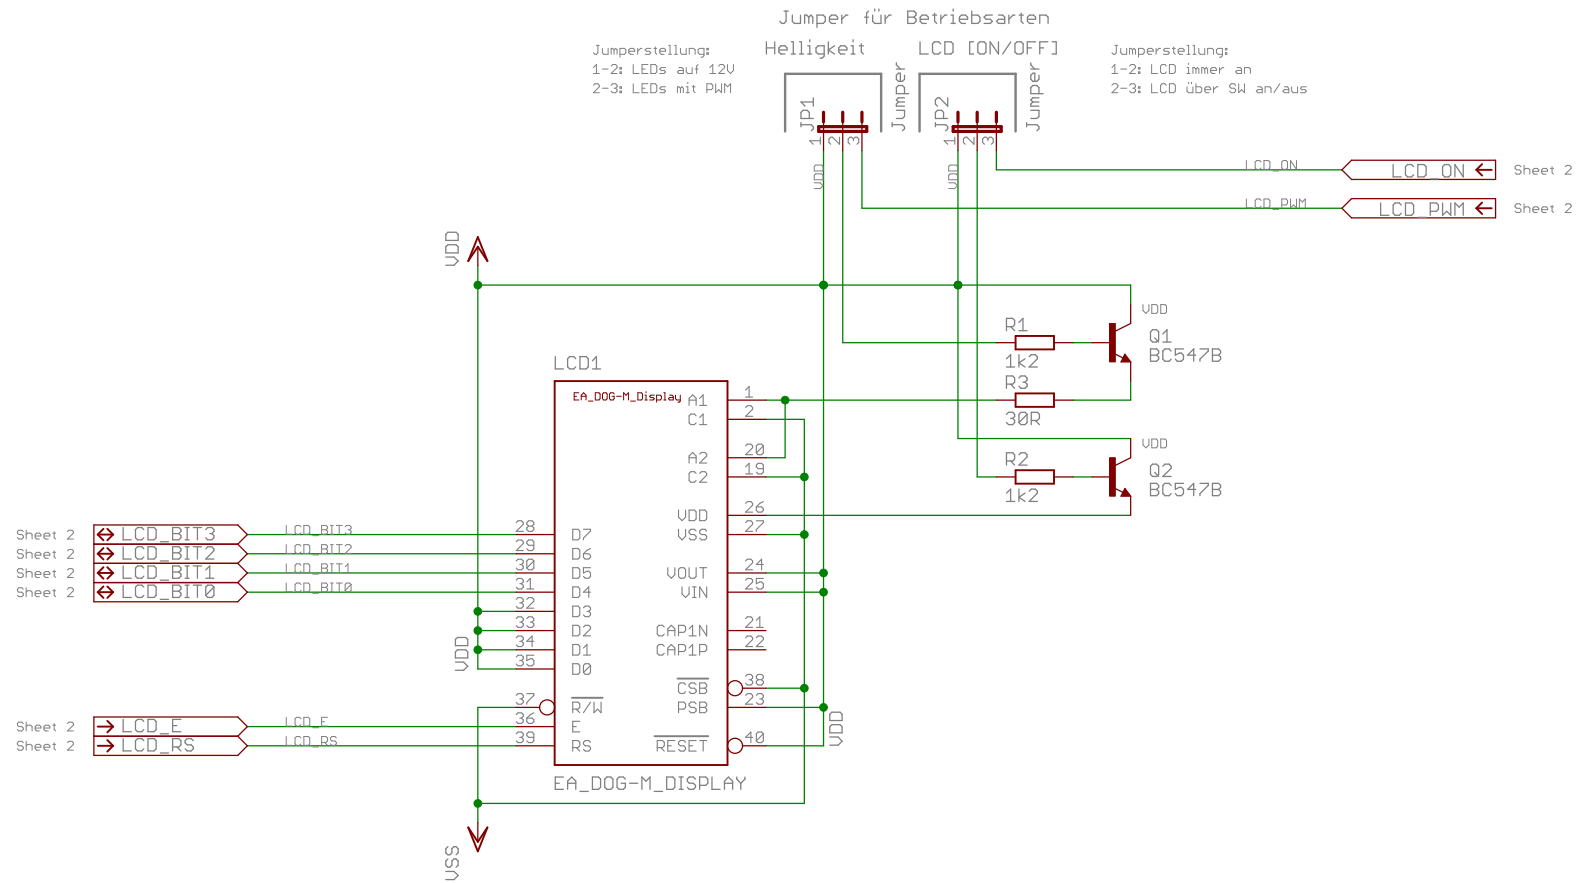 Jumper für Betriebsarten
Helligkeit
LCD [ON/OFF]
Jumperstellung:
1-2: LEDs auf 12V
2-3: LEDs mit PWM
Jumperstellung:
1-2: LCD immer an
2-3: LCD über SW an/aus
JP1
Jumper
1
2
3
VDD
JP2
Jumper
1
2
3
VDD
LCD_ON
LCD_ON
Sheet 2
LCD_PWM
LCD_PWM
Sheet 2
VDD
VDD
R1
1k2
Q1
BC547B
R3
30R
VDD
R2
1k2
Q2
BC547B
LCD1
EA_DOG-M_Display
A1
1
C1
2
A2
20
C2
19
VDD
26
VSS
27
VOUT
24
VIN
25
CAP1N
21
CAP1P
22
CSB
38
PSB
23
RESET
40
VDD
Sheet 2
LCD_BIT3
LCD_BIT3
28
D7
Sheet 2
LCD_BIT2
LCD_BIT2
29
D6
Sheet 2
LCD_BIT1
LCD_BIT1
30
D5
Sheet 2
LCD_BIT0
LCD_BIT0
31
D4
32
D3
33
D2
34
D1
35
D0
VDD
37
R/W
Sheet 2
LCD_E
LCD_E
36
E
Sheet 2
LCD_RS
LCD_RS
39
RS
EA_DOG-M_DISPLAY
VSS